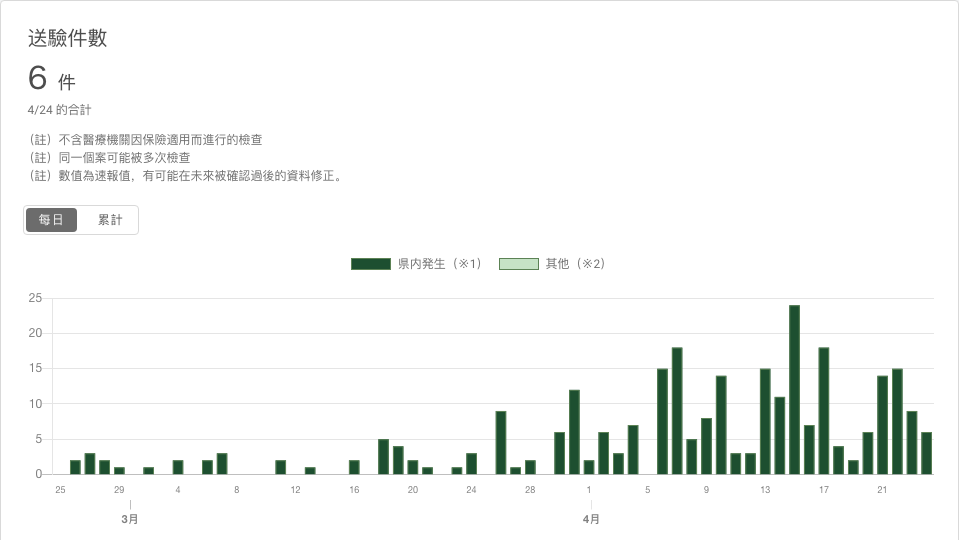 送驗件數
6 件
4/24 的合計
（註）不含醫療機關因保險適用而進行的檢查
（註）同一個案可能被多次檢查
（註）數值為速報值，有可能在未來被確認過後的資料修正。
每日 累計
県内発生（※1） 其他（※2）
25
20
15
10
5
0
25 29 4 8 12 16 20 24 28 1 5 9 13 17 21
3月 4月